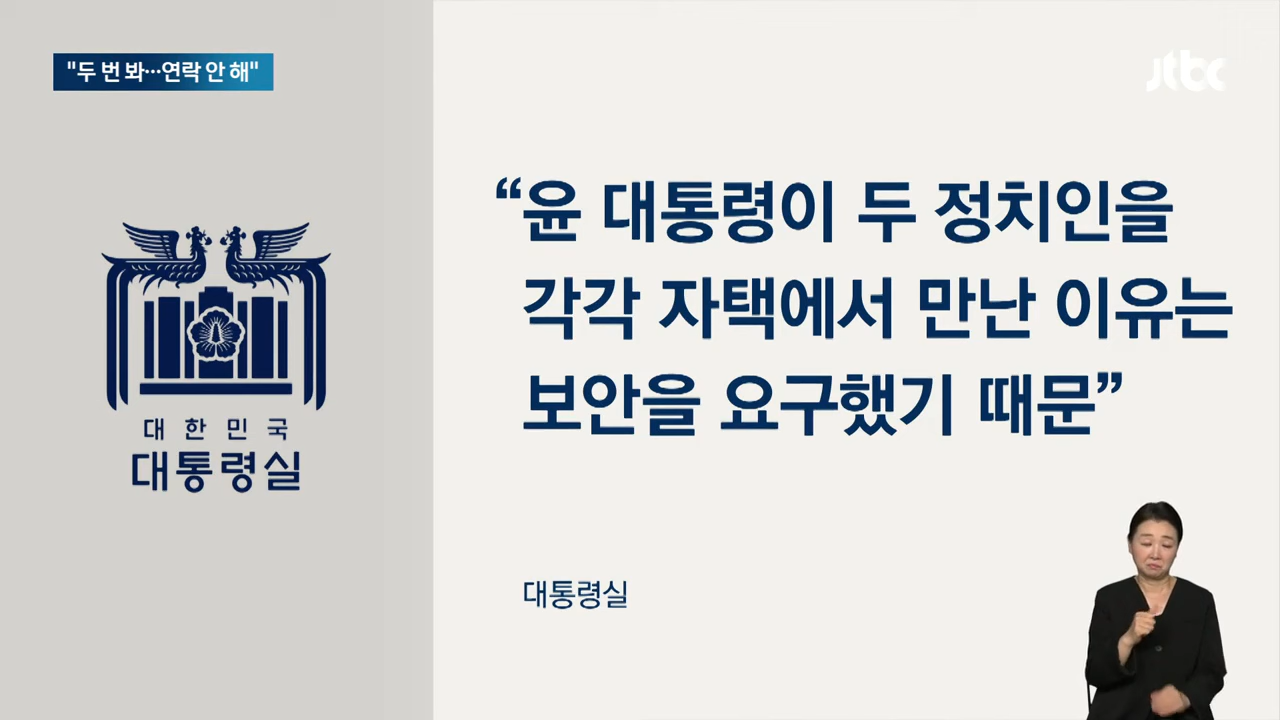 "두 번 봐…연락 안 해"
jtbc
“윤 대통령이 두 정치인을
각각 자택에서 만난 이유는
보안을 요구했기 때문”
대한민국
대통령실
대통령실